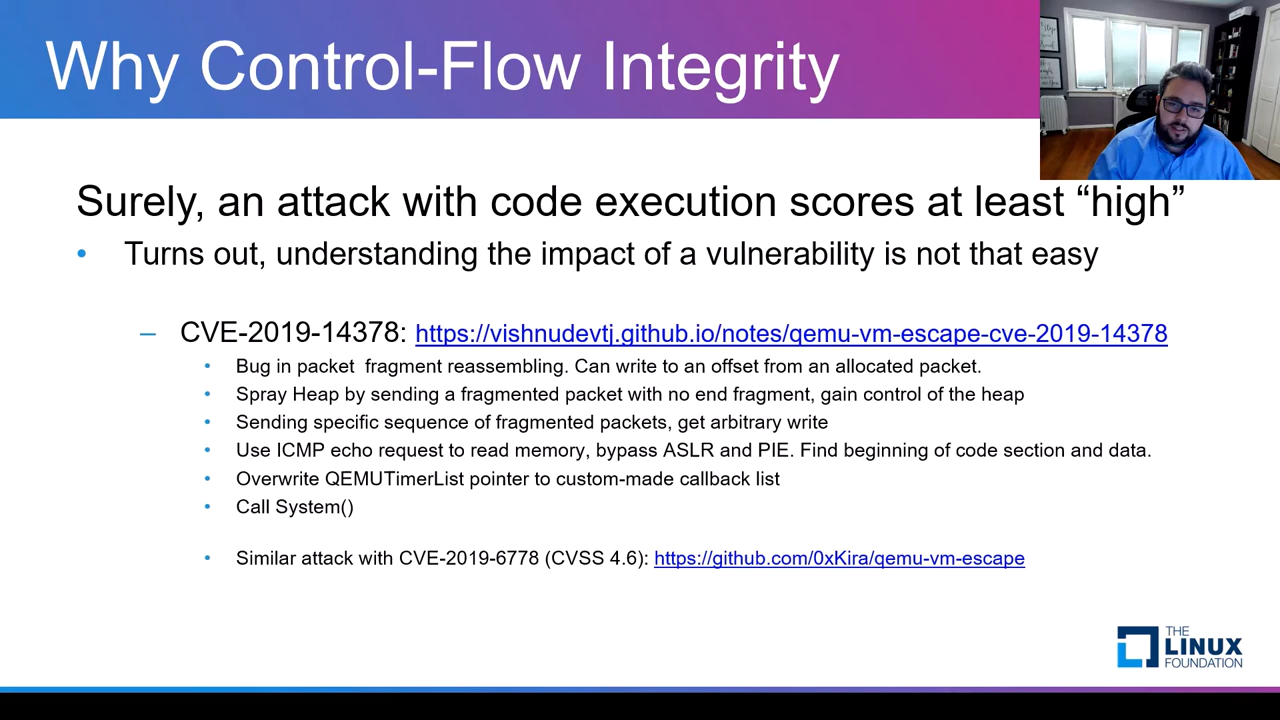 Why Control-Flow Integrity
Surely, an attack with code execution scores at least “high”
• Turns out, understanding the impact of a vulnerability is not that easy
– CVE-2019-14378: https://vishnudevtj.github.io/notes/qemu-vm-escape-cve-2019-14378
• Bug in packet  fragment reassembling. Can write to an offset from an allocated packet.
• Spray Heap by sending a fragmented packet with no end fragment, gain control of the heap
• Sending specific sequence of fragmented packets, get arbitrary write
• Use ICMP echo request to read memory, bypass ASLR and PIE. Find beginning of code section and data.
• Overwrite QEMUTimerList pointer to custom-made callback list
• Call System()
• Similar attack with CVE-2019-6778 (CVSS 4.6): https://github.com/0xKira/qemu-vm-escape
THE
LINUX
FOUNDATION